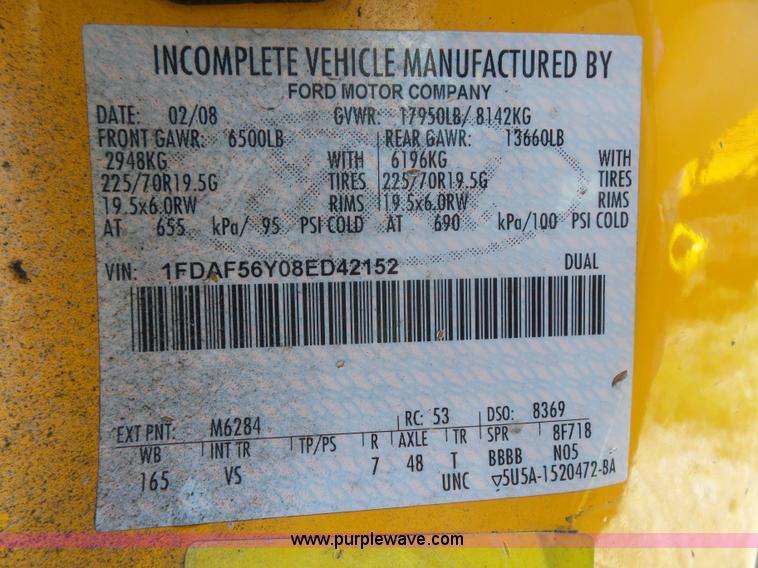 INCOMPLETE VEHICLE MANUFACTURED BY
FORD MOTOR COMPANY
DATE: 02/08 GVWR: 17950LB/ 8142KG
FRONT GAWR: 6500LB REAR GAWR: 13660LB
2948KG WITH 6196KG WITH
225/70R19.5G TIRES 225/70R19.5G TIRES
19.5x6.0RW RIMS 19.5x6.0RW RIMS
AT 655 kPa/ 95 PSI COLD AT 690 kPa/100 PSI COLD
VIN: 1FDAF56Y08ED42152 DUAL
EXT PNT: M6284 RC: 53 DSO: 8369
WB INT TR TP/PS R AXLE TR SPR 8F718
165 VS 7 48 T BBBB N05
UNC ▽5U5A-1520472-BA
www.purplewave.com